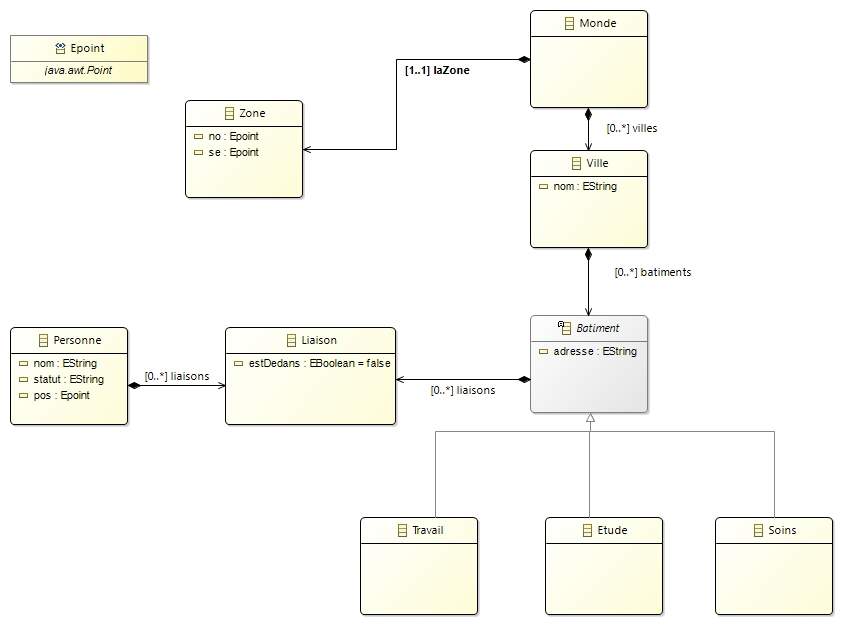 Monde
Epoint
java.awt.Point
[1..1] laZone
Zone
no : Epoint
se : Epoint
[0..*] villes
Ville
nom : EString
[0..*] batiments
Batiment
adresse : EString
Personne
nom : EString
statut : EString
pos : Epoint
[0..*] liaisons
Liaison
estDedans : EBoolean = false
[0..*] liaisons
Travail
Etude
Soins